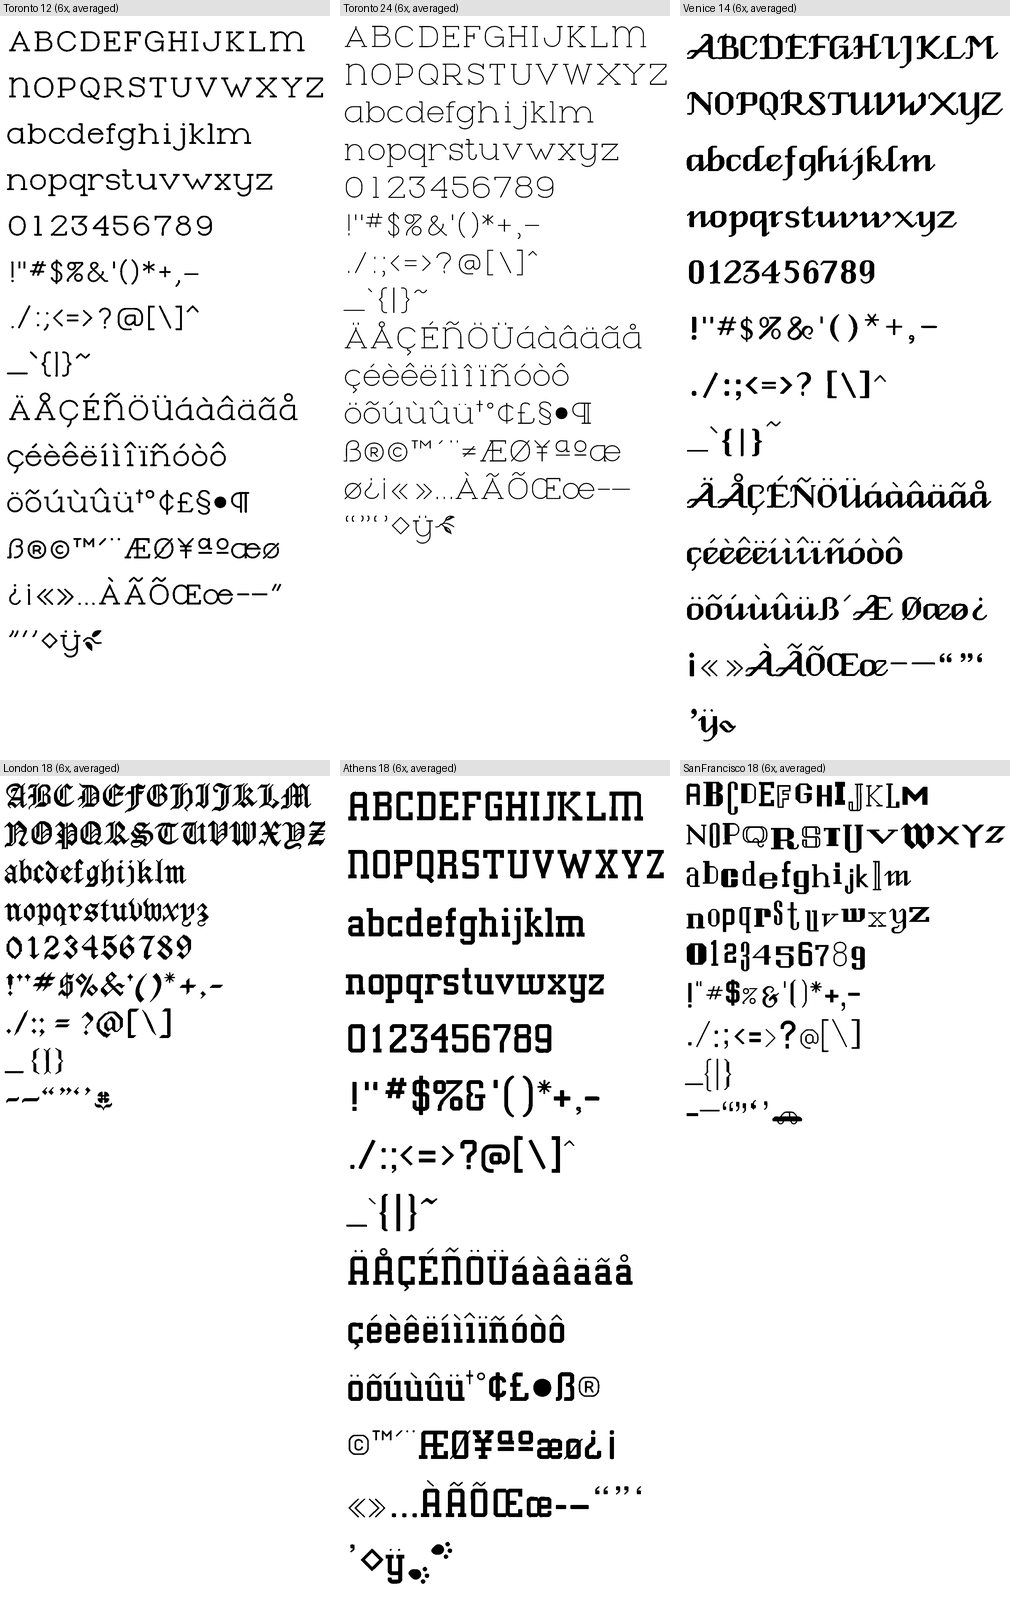 Toronto 12 (6x, averaged)
ABCDEFGHIJKLM
NOPQRSTUVWXYZ
abcdefghijklm
nopqrstuvwxyz
0123456789
!"#$%&'()*+,–
./:;<=>?@[\]^
_`{|}~
ÄÅÇÉÑÖÜáàâäãå
çéèêëíìîïñóòô
öõúùûü†°¢£§•¶
ß®©™´¨ÆØ¥ªºæø
¿¡«»…ÀÃÕŒœ–—“
”‘’◊ÿ
Toronto 24 (6x, averaged)
ABCDEFGHIJKLM
NOPQRSTUVWXYZ
abcdefghijklm
nopqrstuvwxyz
0123456789
!"#$%&'()*+,–
./:;<=>?@[\]^
_`{|}~
ÄÅÇÉÑÖÜáàâäãå
çéèêëíìîïñóòô
öõúùûü†°¢£§•¶
ß®©™´¨≠ÆØ¥ªºæ
ø¿¡«»…ÀÃÕŒœ–—
“”‘’◊ÿ
Venice 14 (6x, averaged)
ABCDEFGHIJKLM
NOPQRSTUVWXYZ
abcdefghijklm
nopqrstuvwxyz
0123456789
!"#$%&'()*+,–
./:;<=>? [\]^
_`{|}~
ÄÅÇÉÑÖÜáàâäãå
çéèêëíìîïñóòô
öõúùûüß´Æ Øæø¿
¡«»ÀÃÕŒœ–—“”‘
’ÿ
London 18 (6x, averaged)
ABCDEFGHIJKLM
NOPQRSTUVWXYZ
abcdefghijklm
nopqrstuvwxyz
0123456789
!"#$%&'()*+,-
./:; = ?@[\]
_ {|}
–—“”‘’
Athens 18 (6x, averaged)
ABCDEFGHIJKLM
NOPQRSTUVWXYZ
abcdefghijklm
nopqrstuvwxyz
0123456789
!"#$%&'()*+,-
./:;<=>?@[\]^
_`{|}~
ÄÅÇÉÑÖÜáàâäãå
çéèêëíìîïñóòô
öõúùûü†°¢£•ß®
©™´¨ÆØ¥ªºæø¿¡
«»…ÀÃÕŒœ–—“”‘
’◊ÿ
SanFrancisco 18 (6x, averaged)
ABCDEFGHIJKLM
NOPQRSTUVWXYZ
abcdefghijklm
nopqrstuvwxyz
0123456789
!"#$%&'()*+,-
./:;<=>?@[\]
_{|}
–—“”‘’